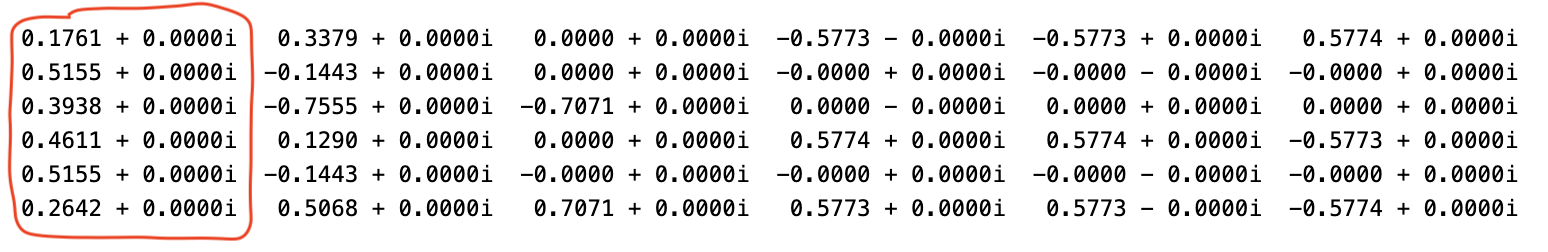 0.1761 + 0.0000i 0.3379 + 0.0000i 0.0000 + 0.0000i −0.5773 − 0.0000i −0.5773 + 0.0000i 0.5774 + 0.0000i
0.5155 + 0.0000i −0.1443 + 0.0000i 0.0000 + 0.0000i −0.0000 + 0.0000i −0.0000 − 0.0000i −0.0000 + 0.0000i
0.3938 + 0.0000i −0.7555 + 0.0000i −0.7071 + 0.0000i 0.0000 − 0.0000i 0.0000 + 0.0000i 0.0000 + 0.0000i
0.4611 + 0.0000i 0.1290 + 0.0000i 0.0000 + 0.0000i 0.5774 + 0.0000i 0.5774 + 0.0000i −0.5773 + 0.0000i
0.5155 + 0.0000i −0.1443 + 0.0000i −0.0000 + 0.0000i −0.0000 + 0.0000i −0.0000 − 0.0000i −0.0000 + 0.0000i
0.2642 + 0.0000i 0.5068 + 0.0000i 0.7071 + 0.0000i 0.5773 + 0.0000i 0.5773 − 0.0000i −0.5774 + 0.0000i